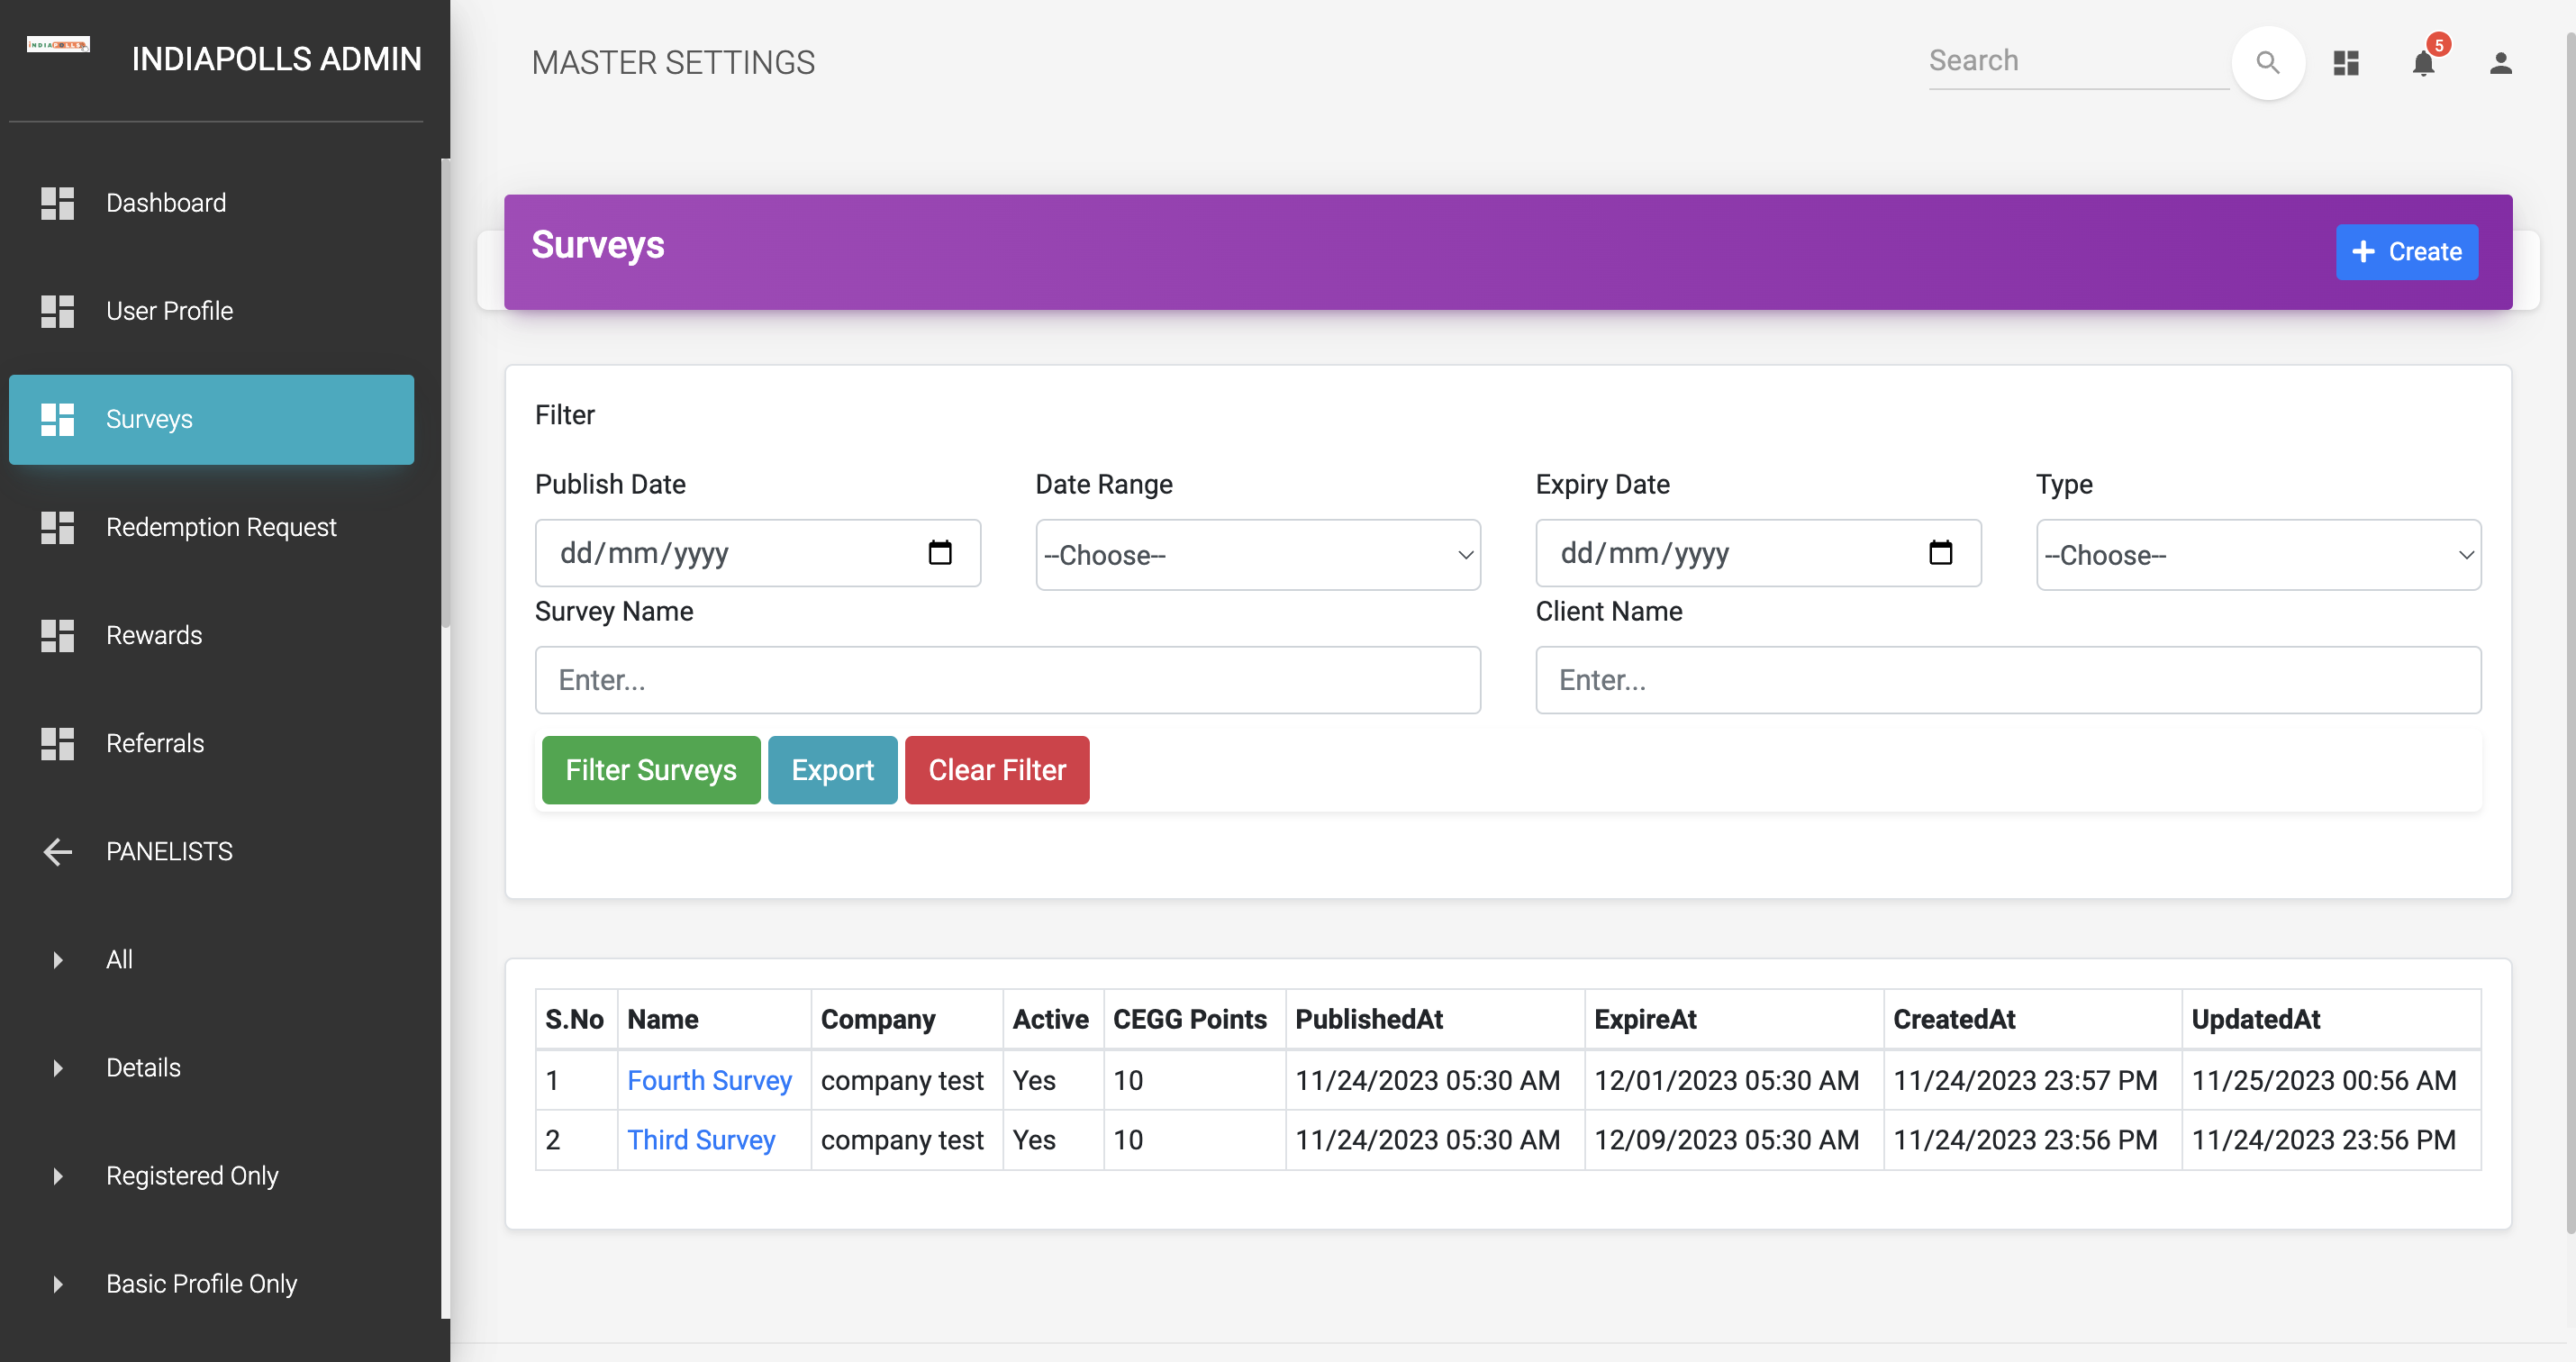 INDIAPOLLS
INDIAPOLLS ADMIN
MASTER SETTINGS
Search
5
Dashboard
User Profile
Surveys
Redemption Request
Rewards
Referrals
PANELISTS
All
Details
Registered Only
Basic Profile Only
Surveys
+ Create
Filter
Publish Date Date Range Expiry Date Type
dd/mm/yyyy --Choose-- dd/mm/yyyy --Choose--
Survey Name Client Name
Enter... Enter...
Filter Surveys Export Clear Filter
S.No Name Company Active CEGG Points PublishedAt ExpireAt CreatedAt UpdatedAt
1 Fourth Survey company test Yes 10 11/24/2023 05:30 AM 12/01/2023 05:30 AM 11/24/2023 23:57 PM 11/25/2023 00:56 AM
2 Third Survey company test Yes 10 11/24/2023 05:30 AM 12/09/2023 05:30 AM 11/24/2023 23:56 PM 11/24/2023 23:56 PM